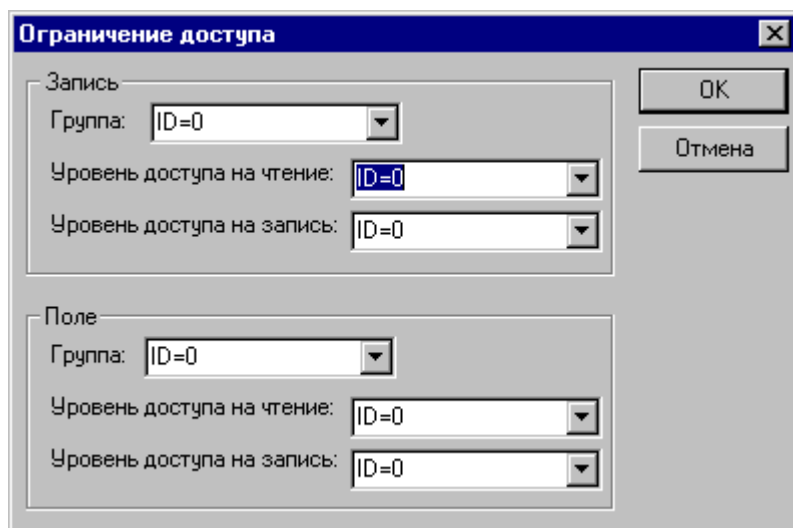 Ограничение доступа
Запись
OK
Группа: ID=0
Отмена
Уровень доступа на чтение: ID=0
Уровень доступа на запись: ID=0
Поле
Группа: ID=0
Уровень доступа на чтение: ID=0
Уровень доступа на запись: ID=0